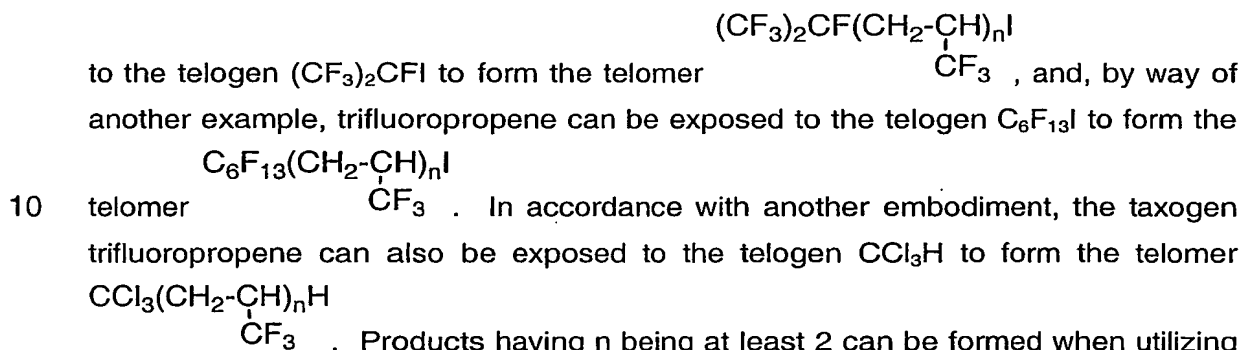 (CF₃)₂CF(CH₂-CH)ₙI
to the telogen (CF₃)₂CFI to form the telomer CF₃ , and, by way of
another example, trifluoropropene can be exposed to the telogen C₆F₁₃I to form the
C₆F₁₃(CH₂-CH)ₙI
10 telomer CF₃ . In accordance with another embodiment, the taxogen
trifluoropropene can also be exposed to the telogen CCl₃H to form the telomer
CCl₃(CH₂-CH)ₙH
CF₃ . Products having n being at least 2 can be formed when utilizing